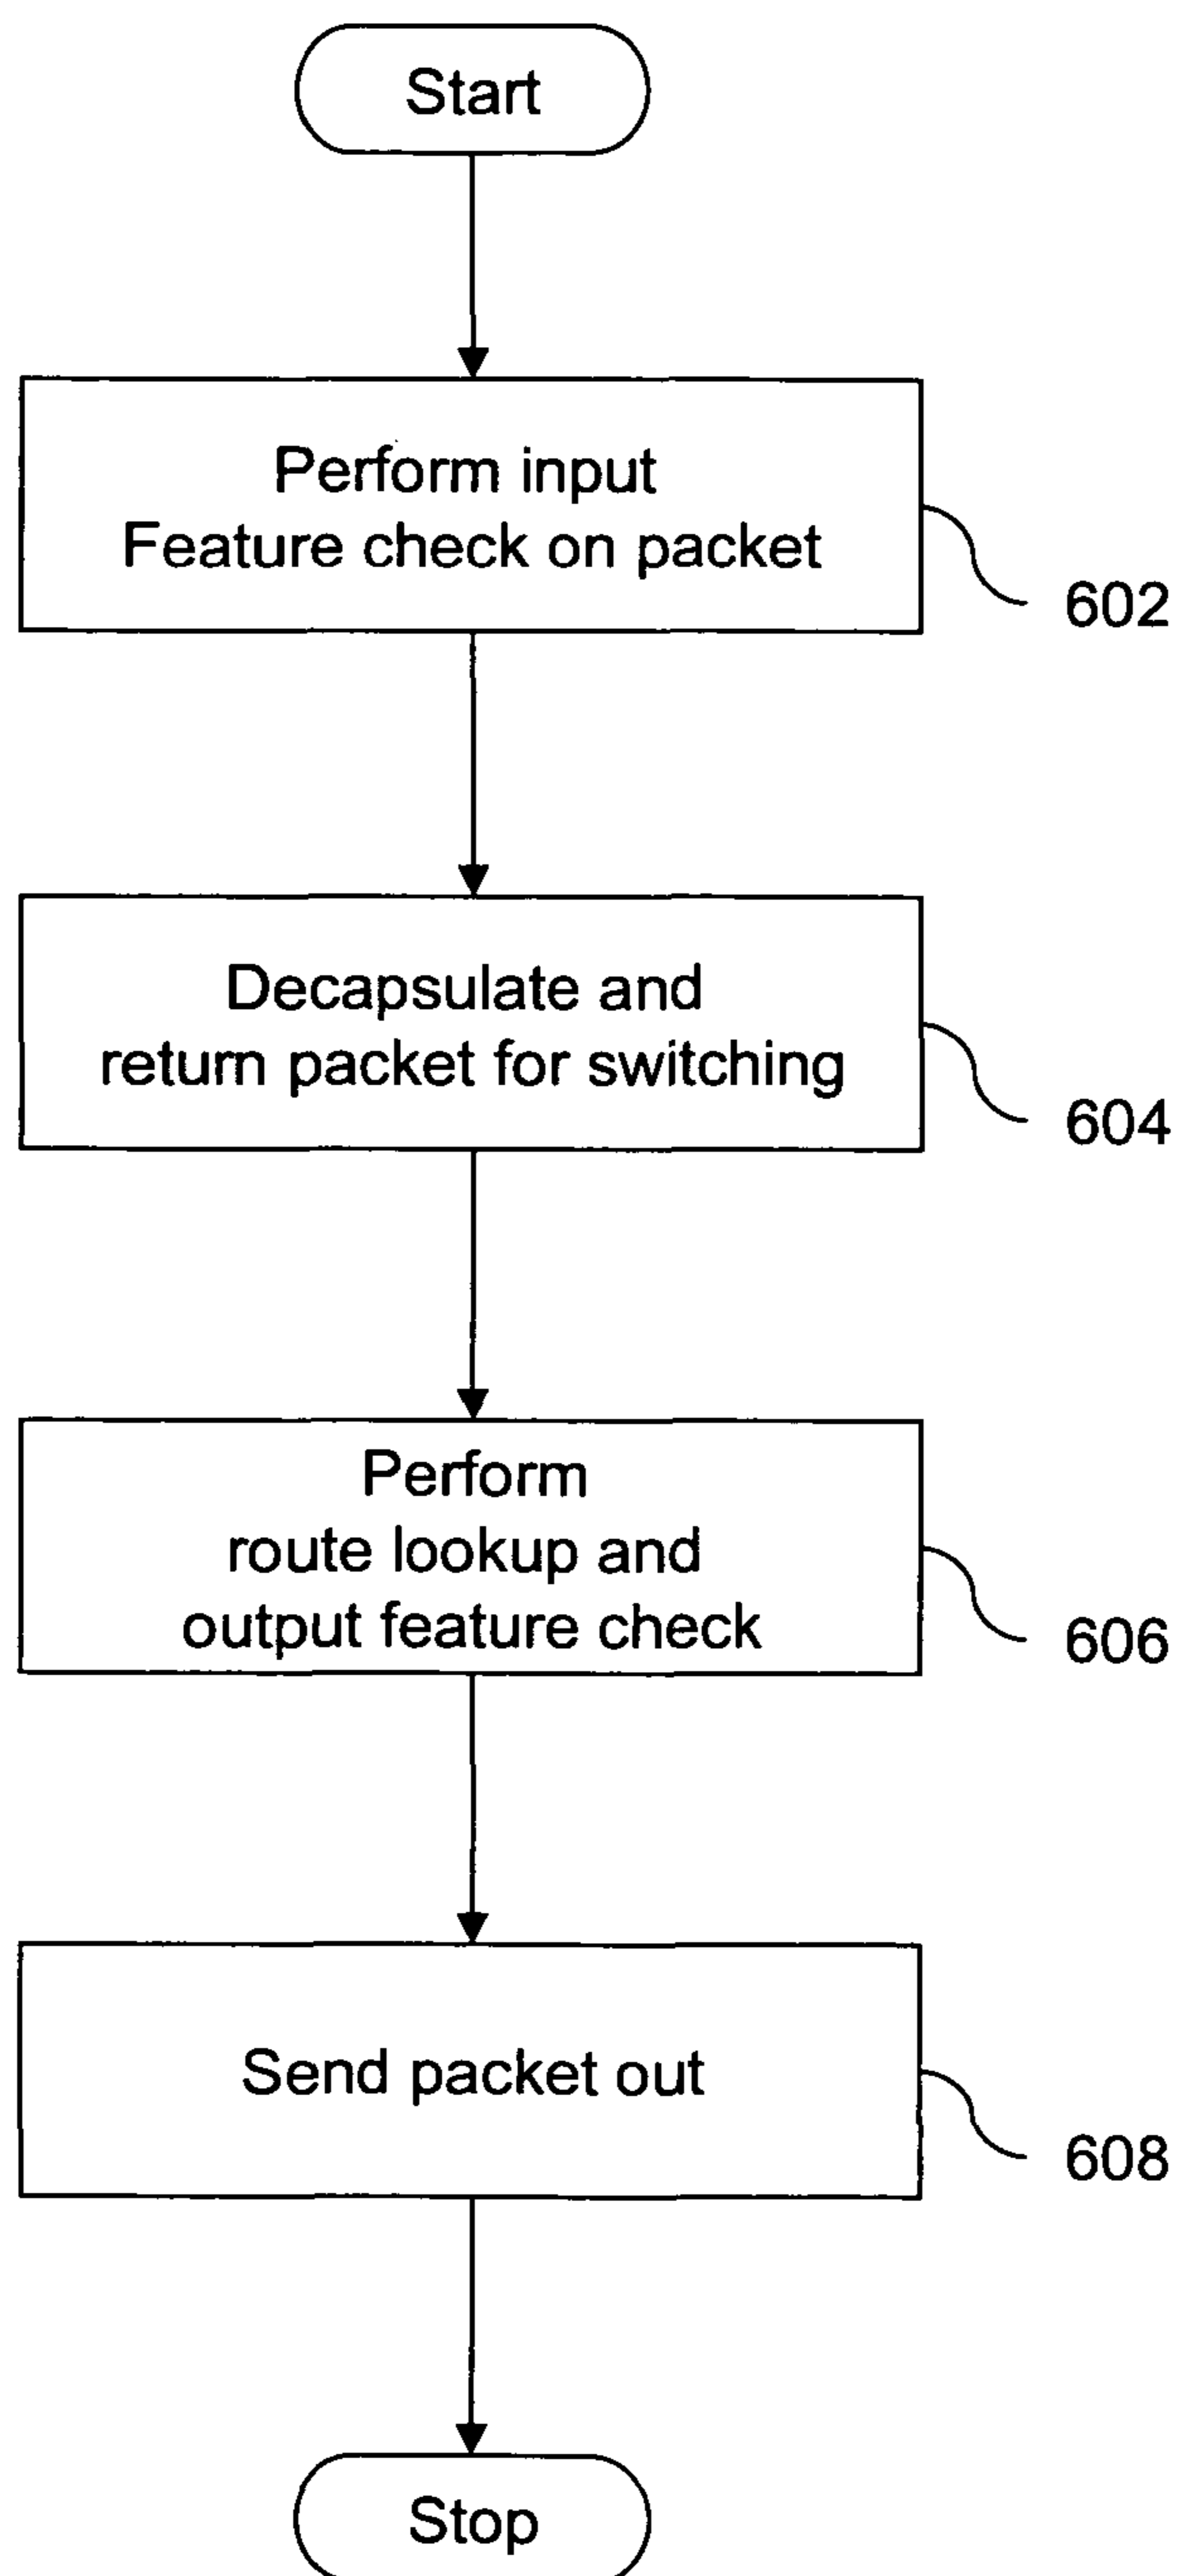 Start
Perform input
Feature check on packet
602
Decapsulate and
return packet for switching
604
Perform
route lookup and
output feature check
606
Send packet out
608
Stop